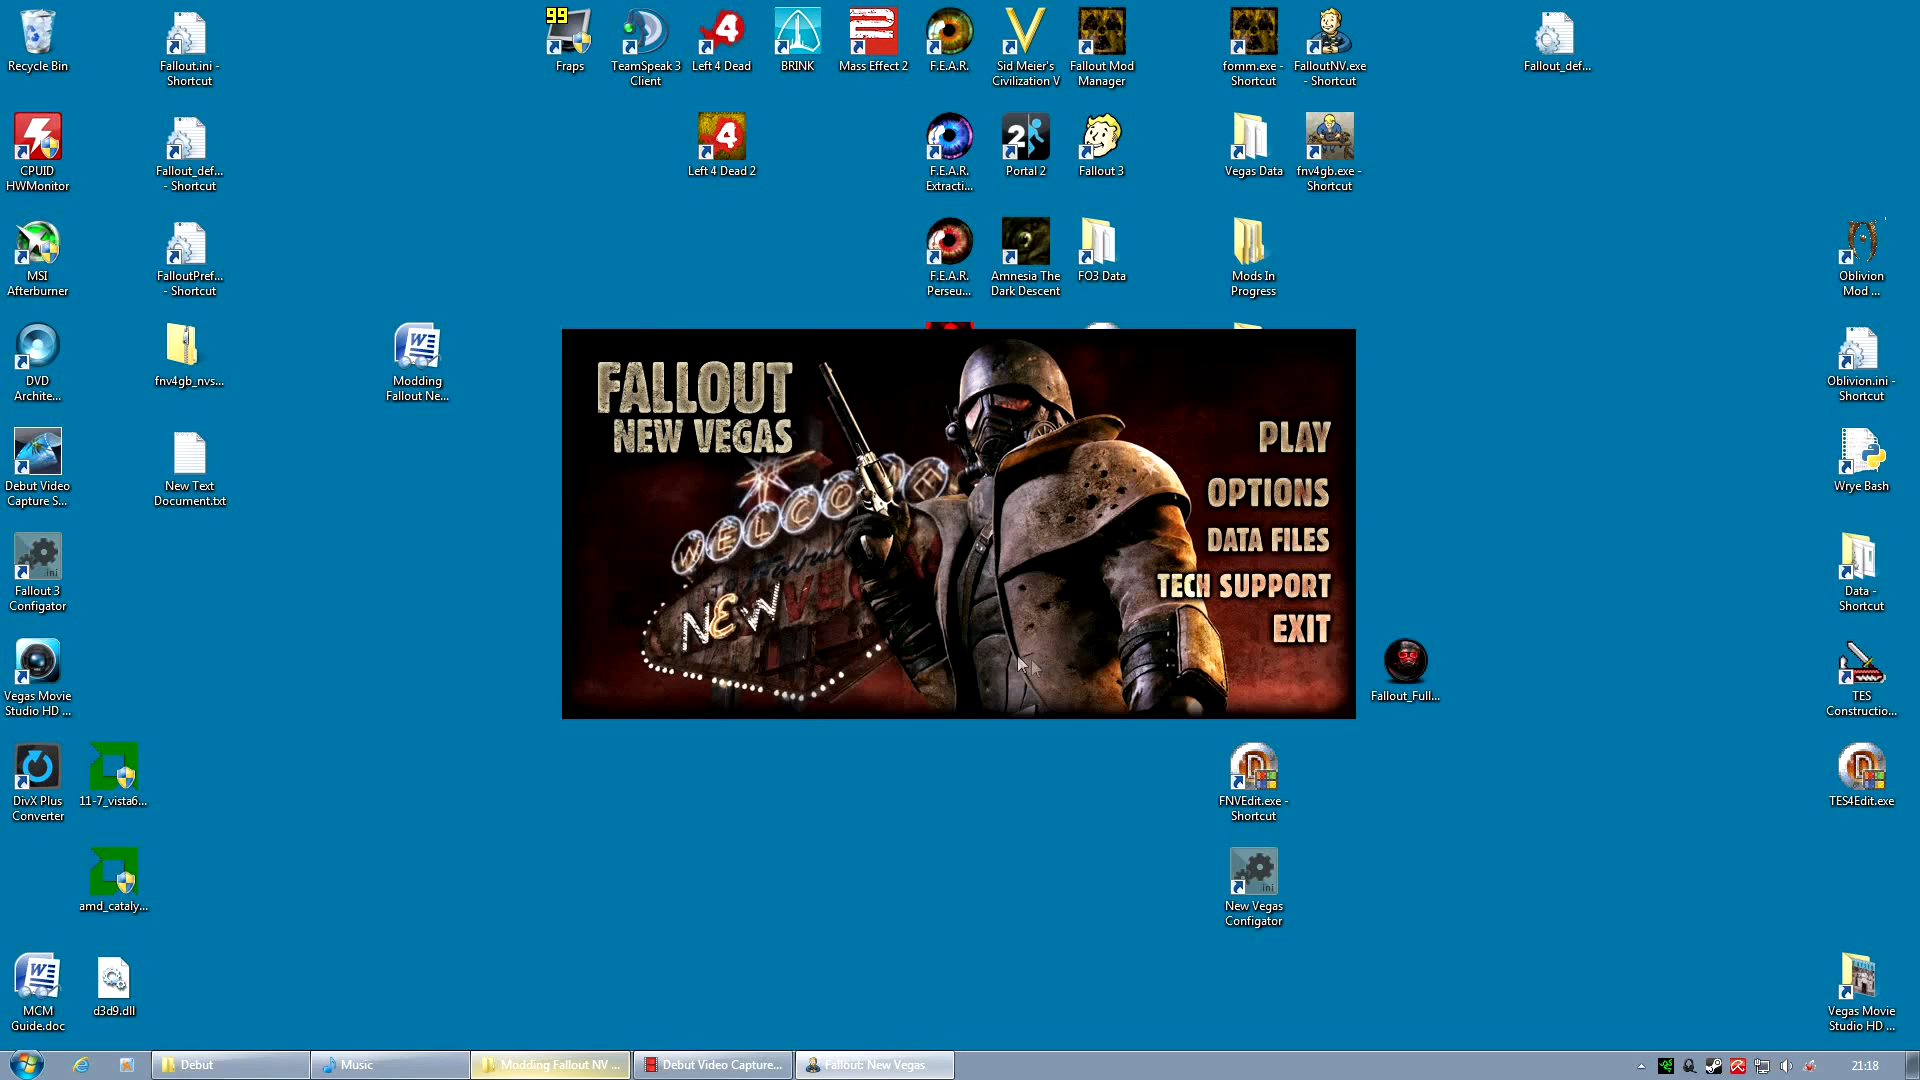 Recycle Bin
Fallout.ini -
Shortcut
99
Fraps
TeamSpeak 3
Client
Left 4 Dead
BRINK
Mass Effect 2
F.E.A.R.
Sid Meier's
Civilization V
Fallout Mod
Manager
fomm.exe -
Shortcut
FalloutNV.exe
- Shortcut
Fallout_def...
CPUID
HWMonitor
Fallout_def...
- Shortcut
Left 4 Dead 2
F.E.A.R.
Extracti...
Portal 2
Fallout 3
Vegas Data
fnv4gb.exe -
Shortcut
MSI
Afterburner
FalloutPref...
- Shortcut
F.E.A.R.
Perseu...
Amnesia The
Dark Descent
FO3 Data
Mods In
Progress
Oblivion
Mod ...
DVD
Archite...
fnv4gb_nvs...
Modding
Fallout Ne...
Oblivion.ini -
Shortcut
FALLOUT
NEW VEGAS
WELCOME
Fabulous
NEW VEGAS
PLAY
OPTIONS
DATA FILES
TECH SUPPORT
EXIT
Debut Video
Capture S...
New Text
Document.txt
Wrye Bash
Fallout 3
Configator
Data -
Shortcut
Vegas Movie
Studio HD ...
Fallout_Full...
TES
Constructio...
DivX Plus
Converter
11-7_vista6...
FNVEdit.exe -
Shortcut
TES4Edit.exe
amd_cataly...
New Vegas
Configator
MCM
Guide.doc
d3d9.dll
Vegas Movie
Studio HD ...
Debut
Music
Modding Fallout NV ...
Debut Video Capture...
Fallout: New Vegas
21:18